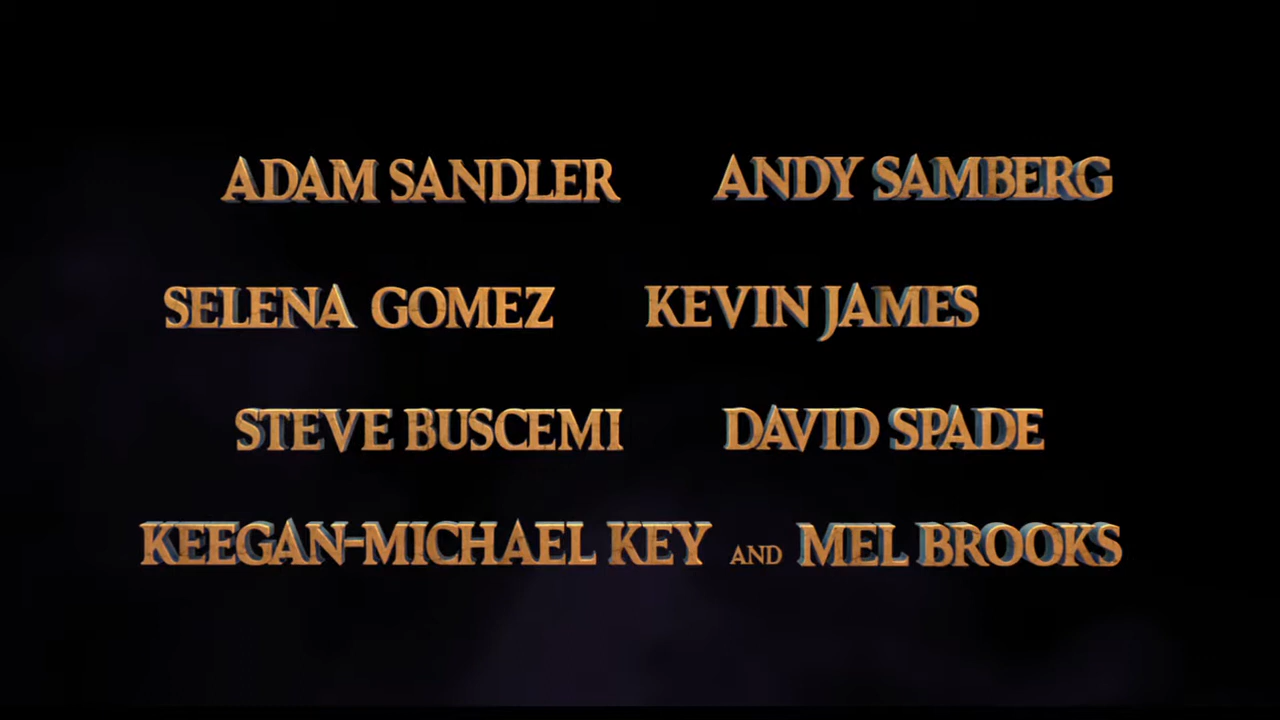 ADAM SANDLER ANDY SAMBERG
SELENA GOMEZ KEVIN JAMES
STEVE BUSCEMI DAVID SPADE
KEEGAN-MICHAEL KEY AND MEL BROOKS